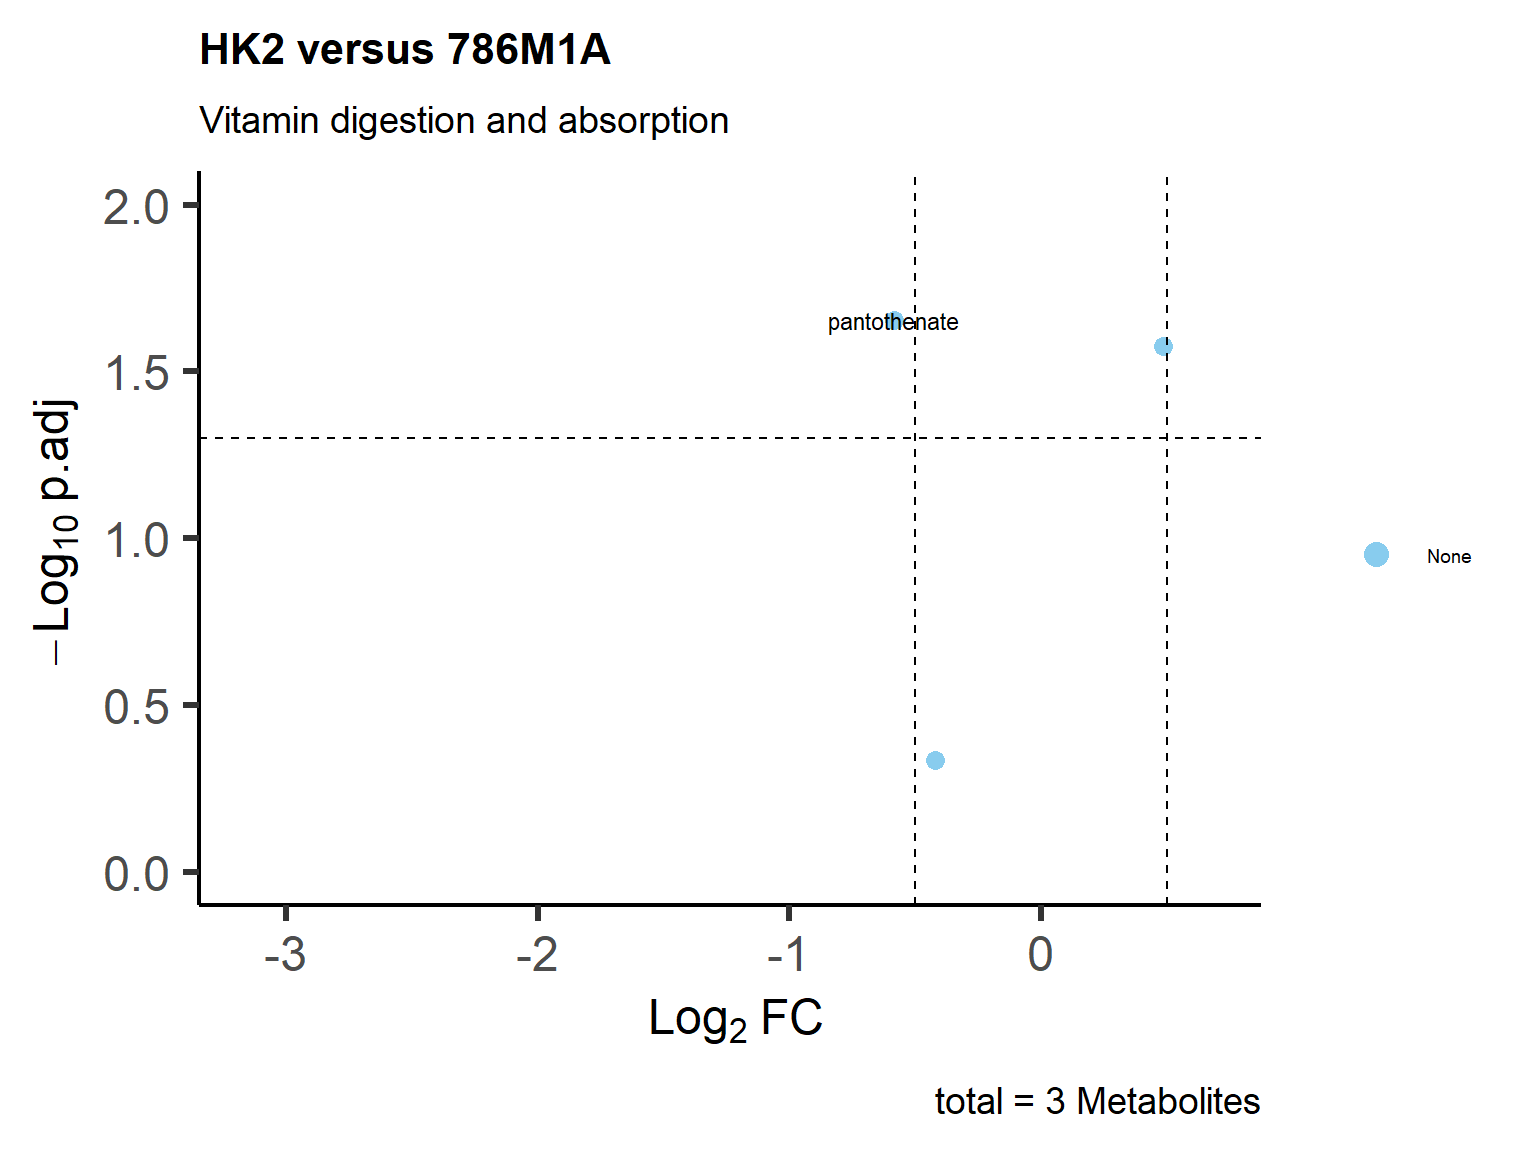 HK2 versus 786M1A
Vitamin digestion and absorption
2.0
1.5
1.0
0.5
0.0
−Log10 p.adj
pantothenate
None
-3
-2
-1
0
Log2 FC
total = 3 Metabolites